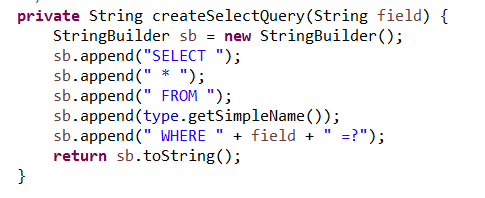 private String createSelectQuery(String field) {
    StringBuilder sb = new StringBuilder();
    sb.append("SELECT ");
    sb.append(" * ");
    sb.append(" FROM ");
    sb.append(type.getSimpleName());
    sb.append(" WHERE " + field + " =?");
    return sb.toString();
}